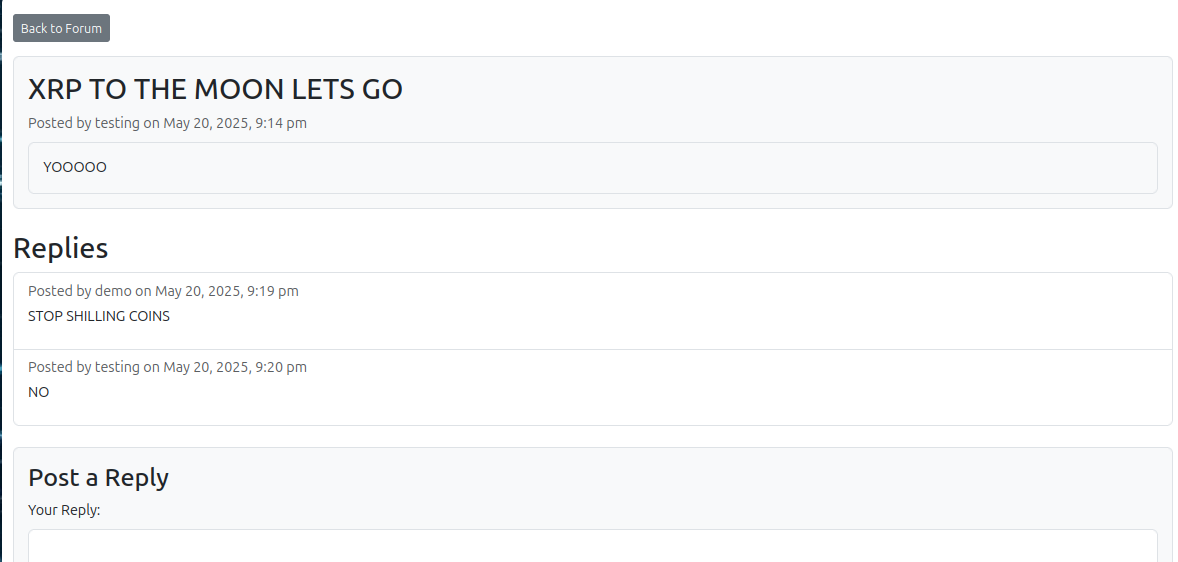 Back to Forum
XRP TO THE MOON LETS GO
Posted by testing on May 20, 2025, 9:14 pm
YOOOOO
Replies
Posted by demo on May 20, 2025, 9:19 pm
STOP SHILLING COINS
Posted by testing on May 20, 2025, 9:20 pm
NO
Post a Reply
Your Reply: